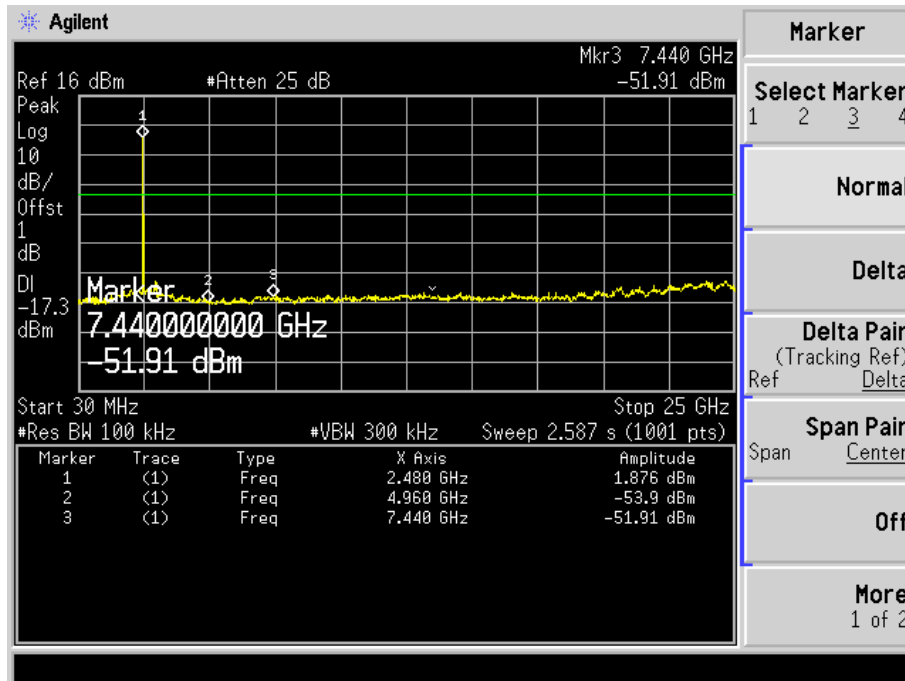 Agilent
Marker
Mkr3 7.440 GHz
Ref 16 dBm #Atten 25 dB -51.91 dBm
Peak
Log
10
dB/
Offst
1
dB
DI
-17.3
dBm
1
2
3
Marker
7.440000000 GHz
-51.91 dBm
Start 30 MHz Stop 25 GHz
#Res BW 100 kHz #VBW 300 kHz Sweep 2.587 s (1001 pts)
Marker Trace Type X Axis Amplitude
1 (1) Freq 2.480 GHz 1.876 dBm
2 (1) Freq 4.960 GHz -53.9 dBm
3 (1) Freq 7.440 GHz -51.91 dBm
Select Marker
1 2 3 4
Normal
Delta
Delta Pair
(Tracking Ref)
Ref Delta
Span Pair
Span Center
Off
More
1 of 2